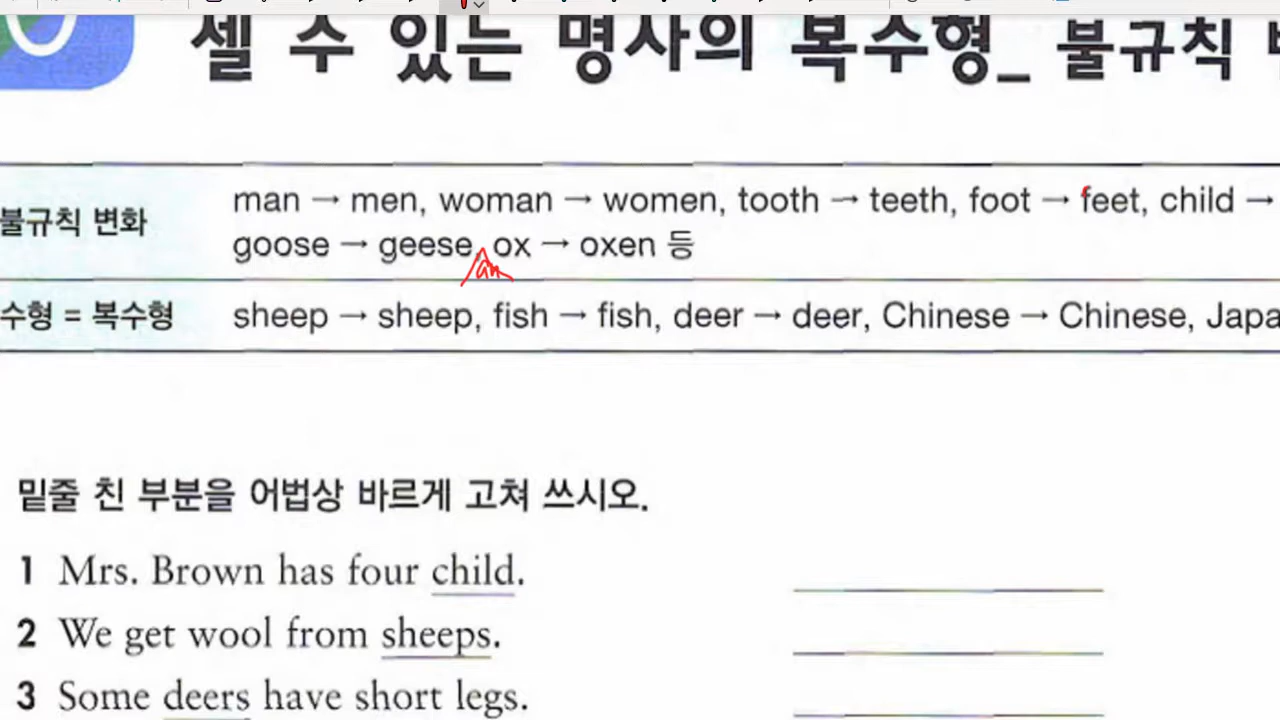 셀 수 있는 명사의 복수형_ 불규칙
불규칙 변화
man → men, woman → women, tooth → teeth, foot → feet, child →
goose → geese, ox → oxen 등
an
수형 = 복수형
sheep → sheep, fish → fish, deer → deer, Chinese → Chinese, Japa
밑줄 친 부분을 어법상 바르게 고쳐 쓰시오.
1 Mrs. Brown has four child.
2 We get wool from sheeps.
3 Some deers have short legs.